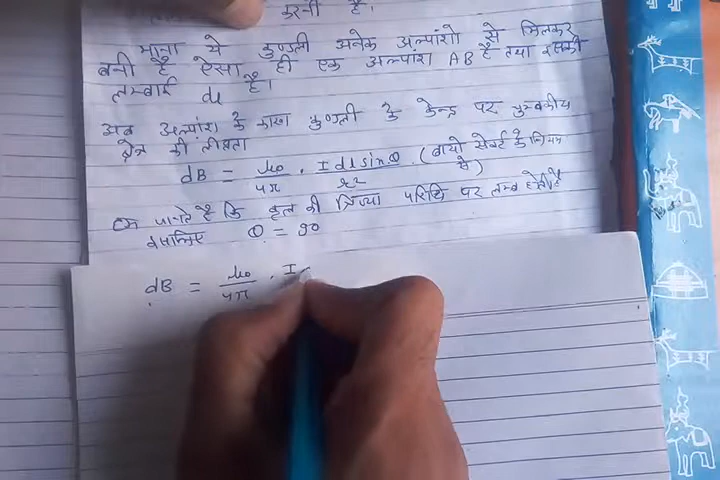 करनी है।
माना ये कुण्डली अनेक अल्पांशो से मिलकर
बनी है ऐसा ही एक अल्पांश AB है तथा इसकी
लम्बाई dl है।
अब अल्पांश के कारण कुण्डली के केन्द्र पर चुम्बकीय
क्षेत्र की तीव्रता
dB = μ₀/4π · I dl sinθ/r² (बायो सेवर्ट के नियम से)
हम जानते है कि वृत की त्रिज्या परिधि पर लम्ब होती है
इसलिए θ = 90
dB = μ₀/4π · I